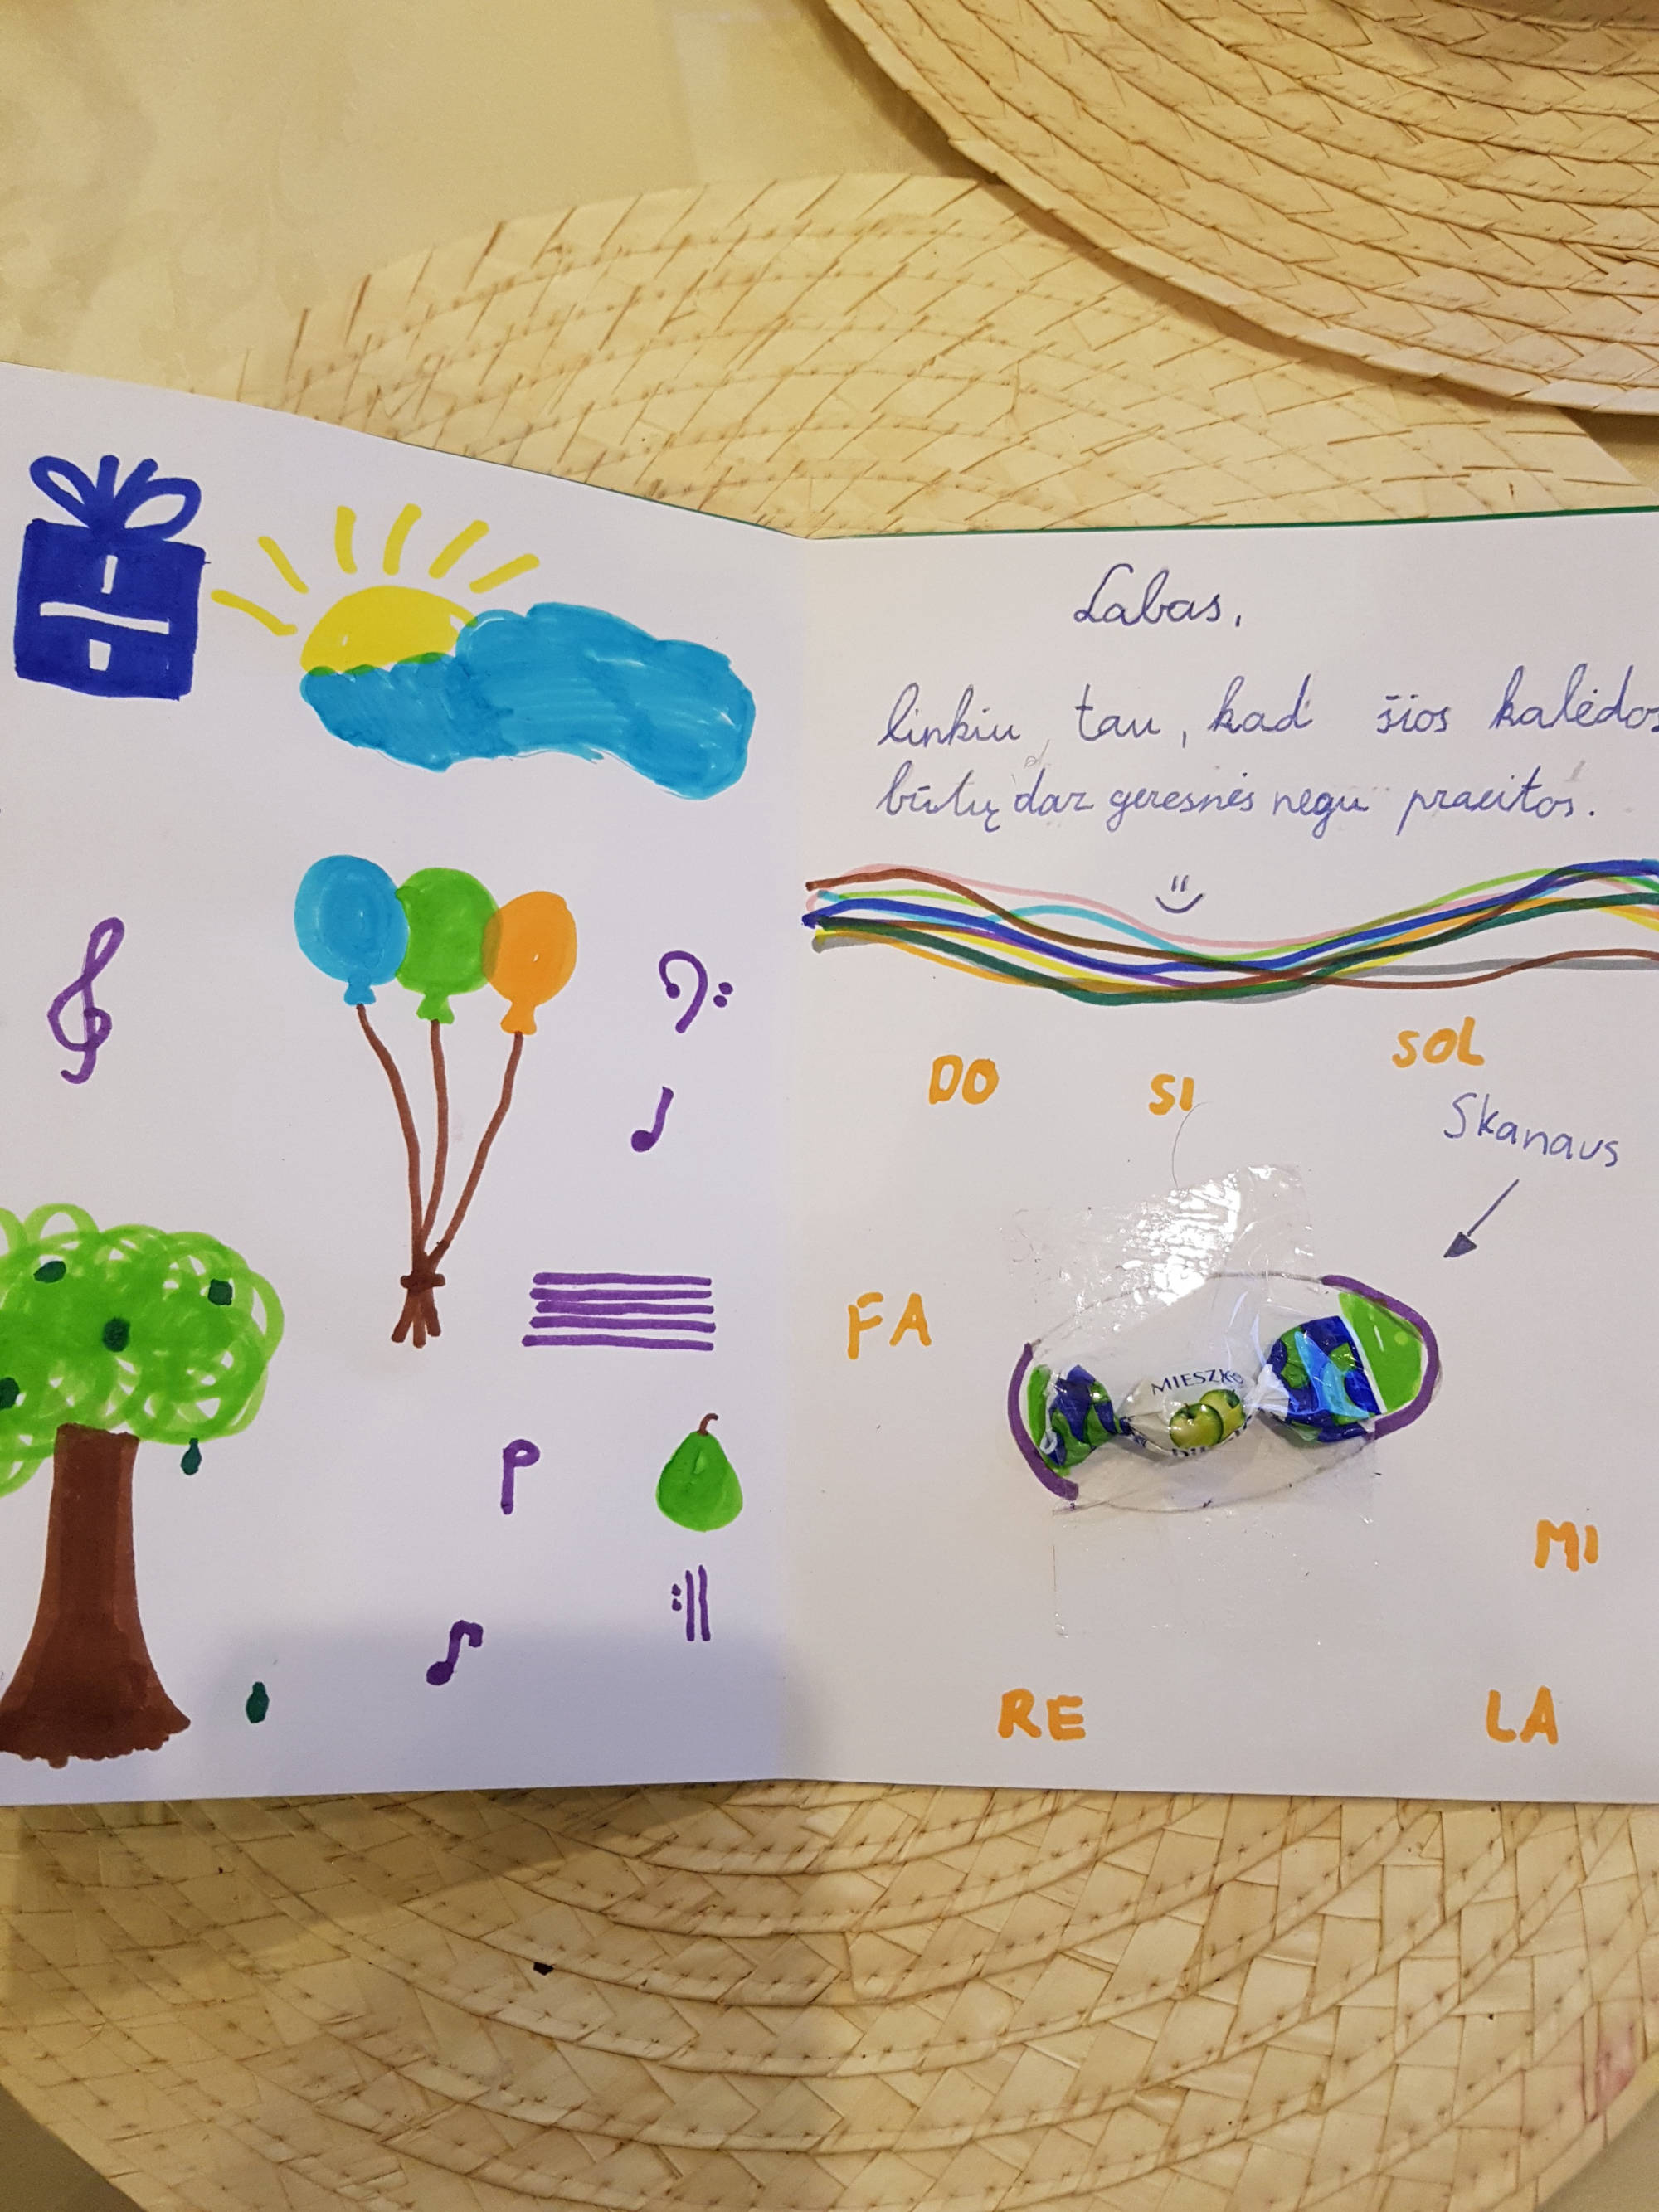 Labas,
linkiu tau, kad šios kalėdos
būtų dar geresnės negu praeitos.
DO
SI
SOL
Skanaus
FA
MIESZKO
MI
RE
LA